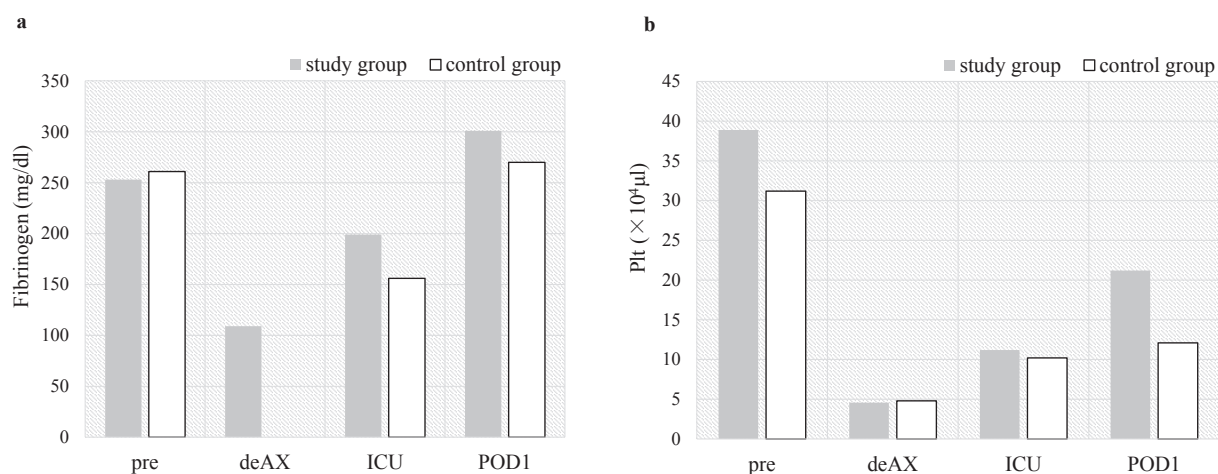 a
study group control group
350
300
250
200
150
100
50
0
Fibrinogen (mg/dl)
pre deAX ICU POD1
b
study group control group
45
40
35
30
25
20
15
10
5
0
Plt (×10⁴μl)
pre deAX ICU POD1